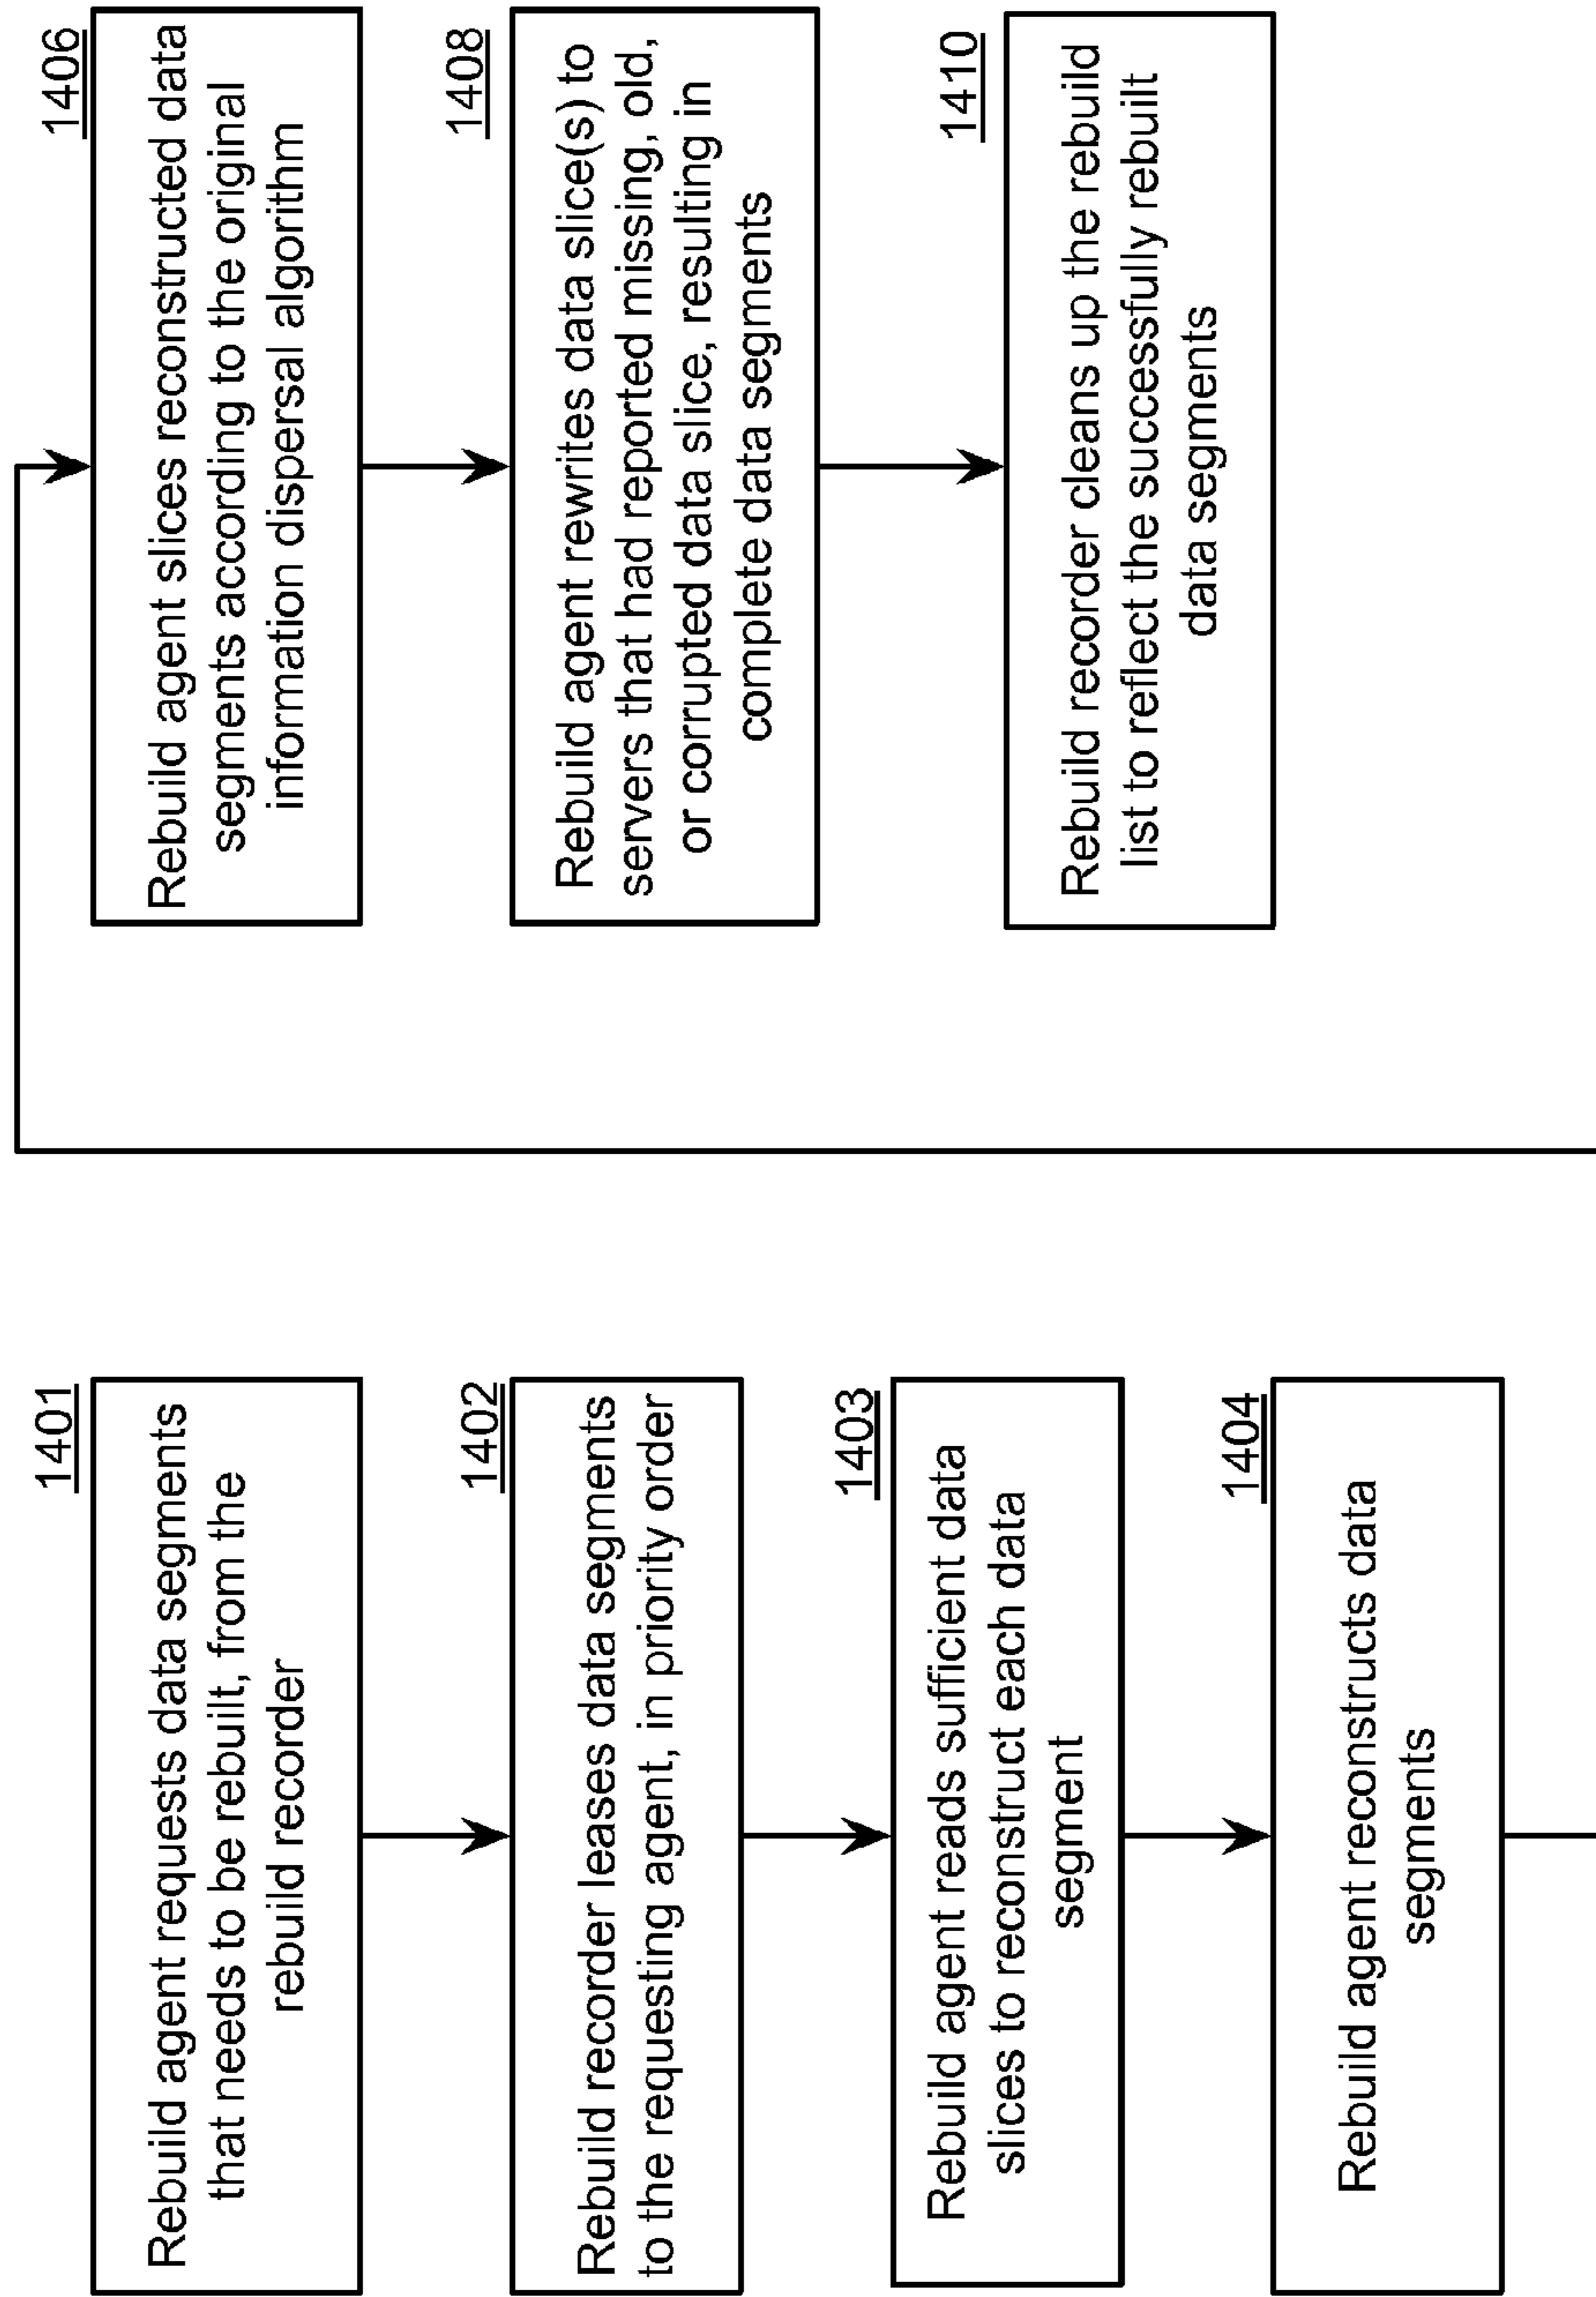 1401
Rebuild agent requests data segments
that needs to be rebuilt, from the
rebuild recorder
1402
Rebuild recorder leases data segments
to the requesting agent, in priority order
1403
Rebuild agent reads sufficient data
slices to reconstruct each data
segment
1404
Rebuild agent reconstructs data
segments
1406
Rebuild agent slices reconstructed data
segments according to the original
information dispersal algorithm
1408
Rebuild agent rewrites data slice(s) to
servers that had reported missing, old,
or corrupted data slice, resulting in
complete data segments
1410
Rebuild recorder cleans up the rebuild
list to reflect the successfully rebuilt
data segments